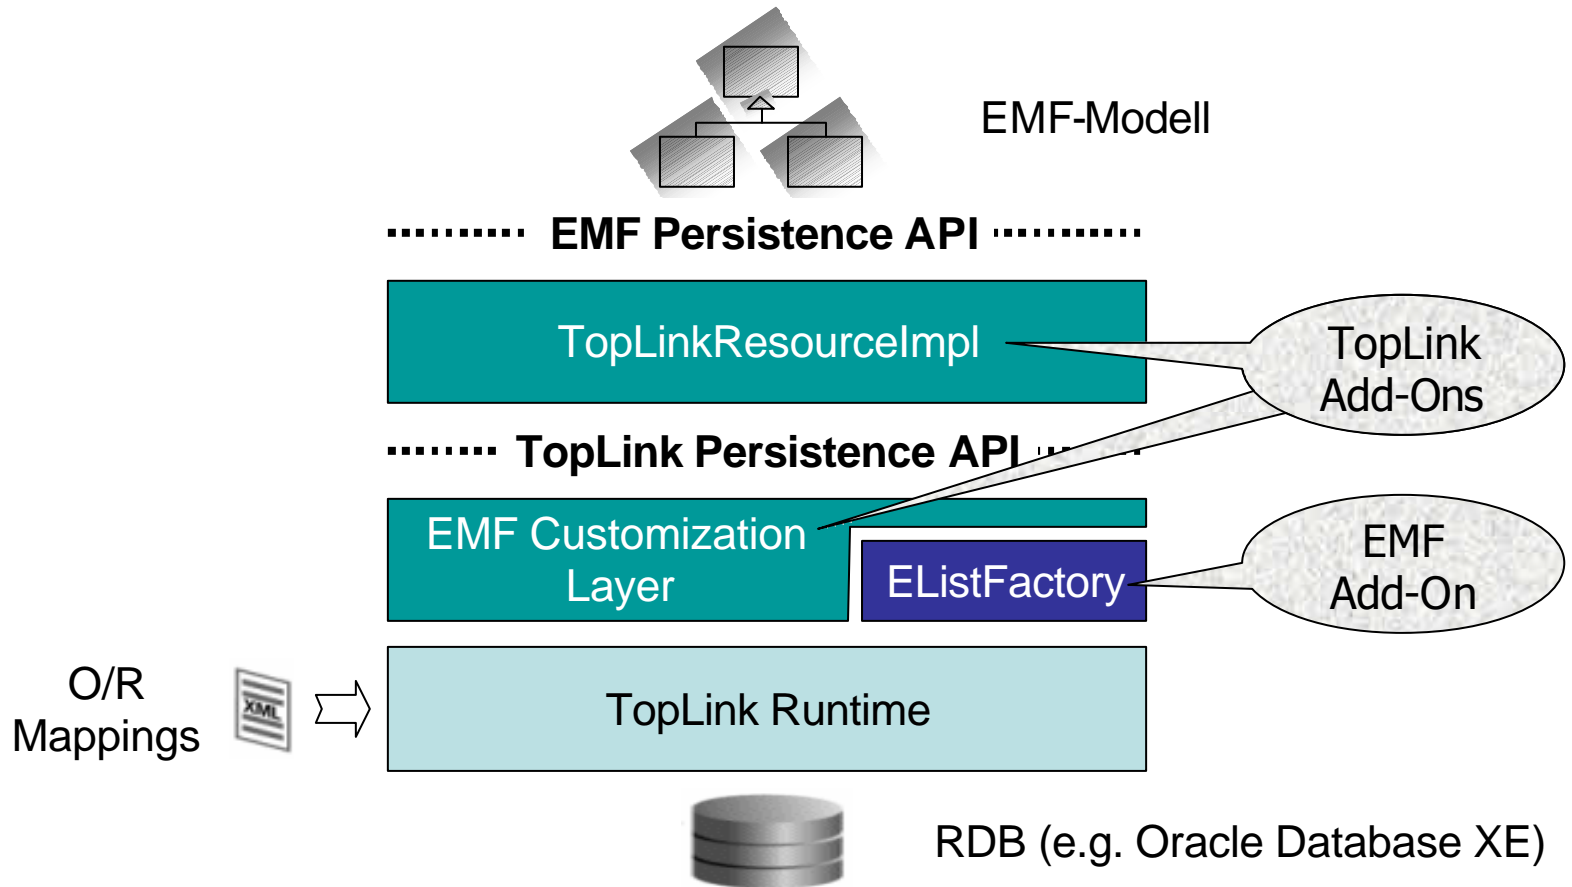 EMF-Modell
EMF Persistence API
TopLinkResourceImpl
TopLink
Add-Ons
TopLink Persistence API
EMF Customization
Layer
EListFactory
EMF
Add-On
O/R
Mappings
XML
TopLink Runtime
RDB (e.g. Oracle Database XE)